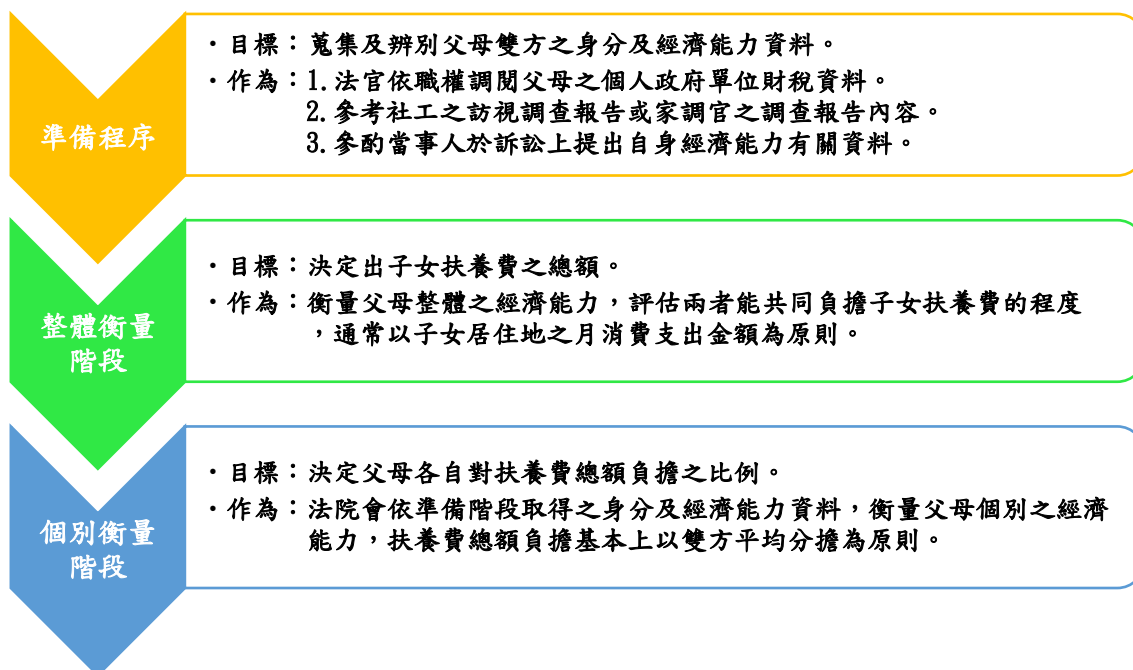 準備程序
・目標：蒐集及辨別父母雙方之身分及經濟能力資料。
・作為：1.法官依職權調閱父母之個人政府單位財稅資料。
2.參考社工之訪視調查報告或家調官之調查報告內容。
3.參酌當事人於訴訟上提出自身經濟能力有關資料。
整體衡量
階段
・目標：決定出子女扶養費之總額。
・作為：衡量父母整體之經濟能力，評估兩者能共同負擔子女扶養費的程度
，通常以子女居住地之月消費支出金額為原則。
個別衡量
階段
・目標：決定父母各自對扶養費總額負擔之比例。
・作為：法院會依準備階段取得之身分及經濟能力資料，衡量父母個別之經濟
能力，扶養費總額負擔基本上以雙方平均分擔為原則。